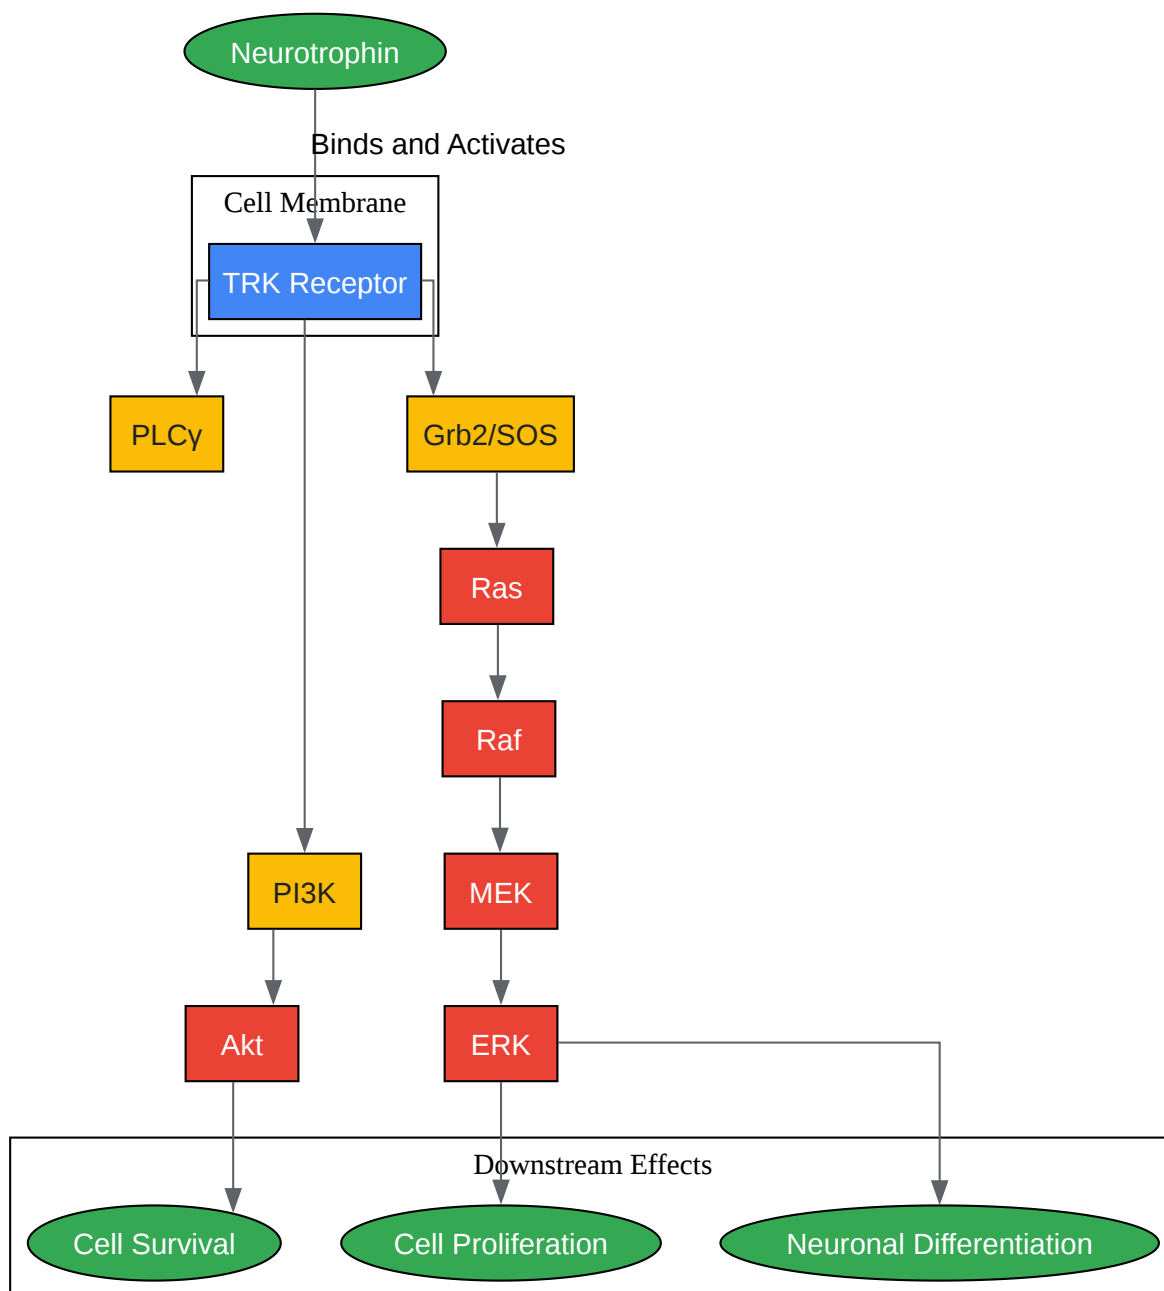 Neurotrophin
Binds and Activates
Cell Membrane
TRK Receptor
PLCγ
Grb2/SOS
Ras
Raf
PI3K
MEK
Akt
ERK
Downstream Effects
Cell Survival
Cell Proliferation
Neuronal Differentiation